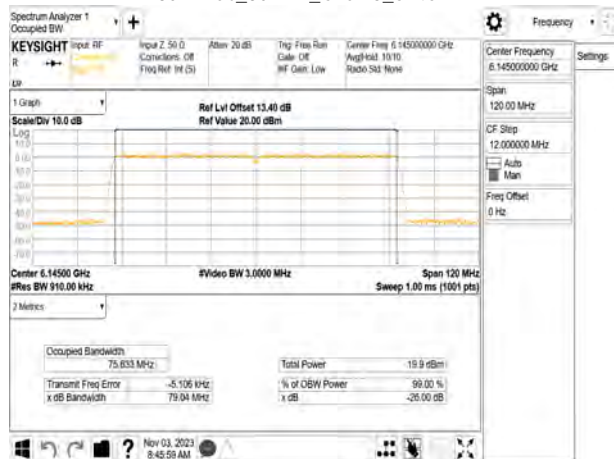 Spectrum Analyzer 1
Occupied BW
+
Frequency
KEYSIGHT
Input: RF
R
Input Z: 50 Ω
Corrections: Off
Freq Ref: Int (S)
Atten: 20 dB
Trig: Free Run
Gate: Off
#IF Gain: Low
Center Freq: 6.145000000 GHz
Avg|Hold: 10/10
Radio Std: None
Center Frequency
6.145000000 GHz
Settings
Span
120.00 MHz
CF Step
12.000000 MHz
Auto
Man
Freq Offset
0 Hz
1 Graph
Scale/Div 10.0 dB
Ref Lvl Offset 13.40 dB
Ref Value 20.00 dBm
Log
Center 6.14500 GHz
#Res BW 910.00 kHz
#Video BW 3.0000 MHz
Span 120 MHz
Sweep 1.00 ms (1001 pts)
2 Metrics
Occupied Bandwidth
75.633 MHz
Total Power
19.9 dBm
Transmit Freq Error
-5.106 kHz
% of OBW Power
99.00 %
x dB Bandwidth
79.04 MHz
x dB
-26.00 dB
?
Nov 03, 2023
8:45:59 AM